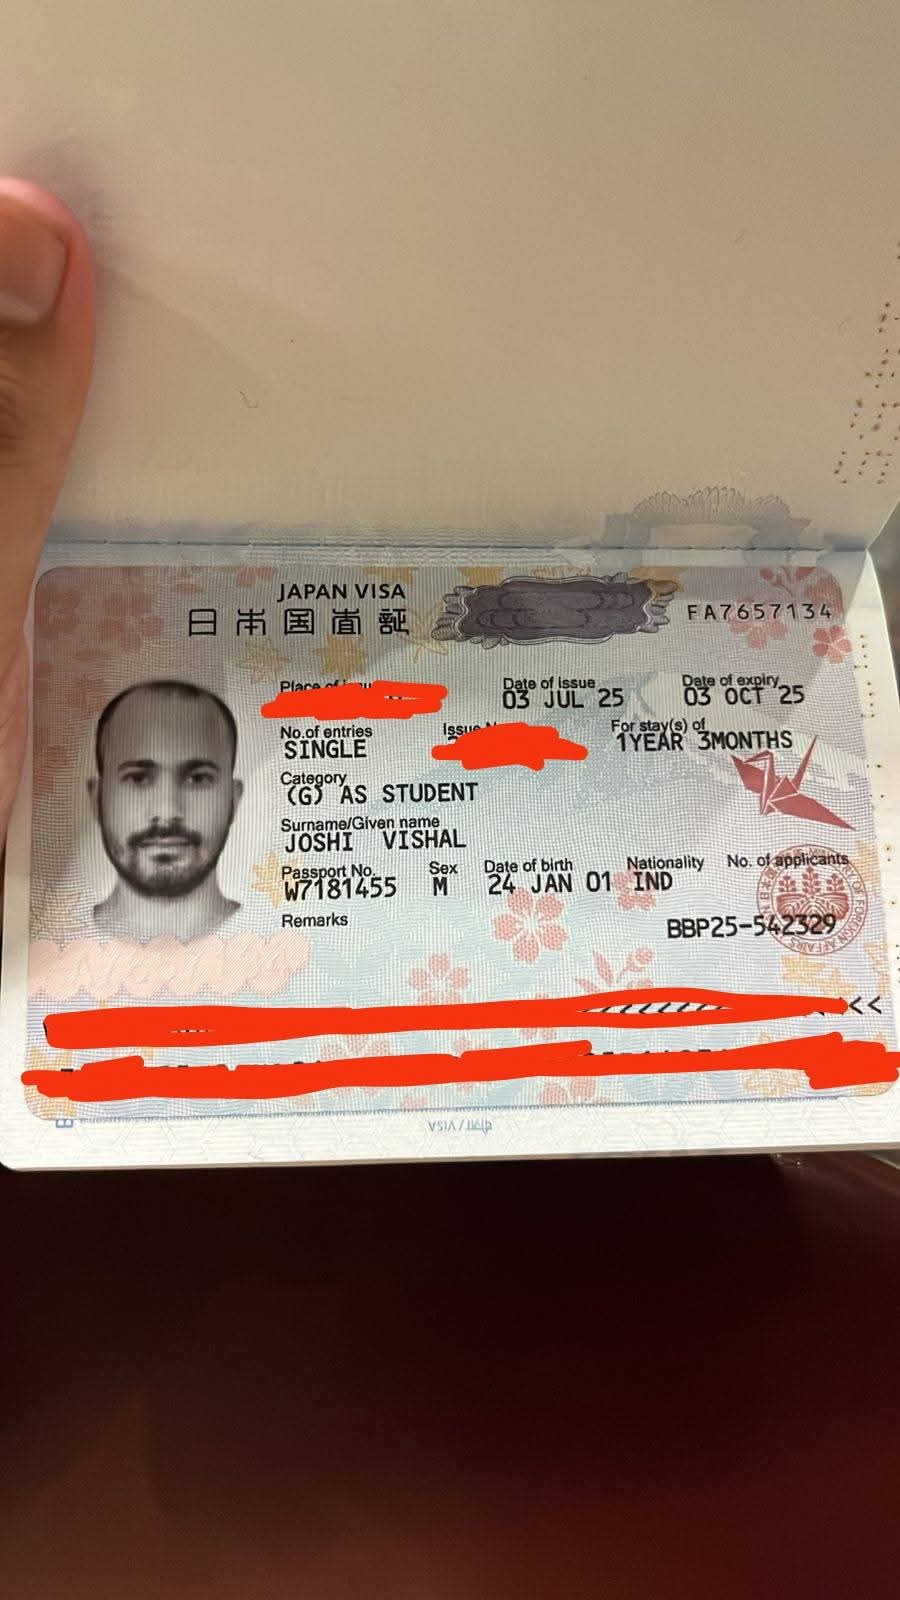 JAPAN VISA
日本国査証
FA7657134
Date of issue
03 JUL 25
Date of expiry
03 OCT 25
No.of entries
SINGLE
For stay(s) of
1YEAR 3MONTHS
Category
(G) AS STUDENT
Surname/Given name
JOSHI VISHAL
Passport No.
W7181455
Sex
M
Date of birth
24 JAN 01
Nationality
IND
No. of applicants
Remarks
BBP25-542329
<<
VISA